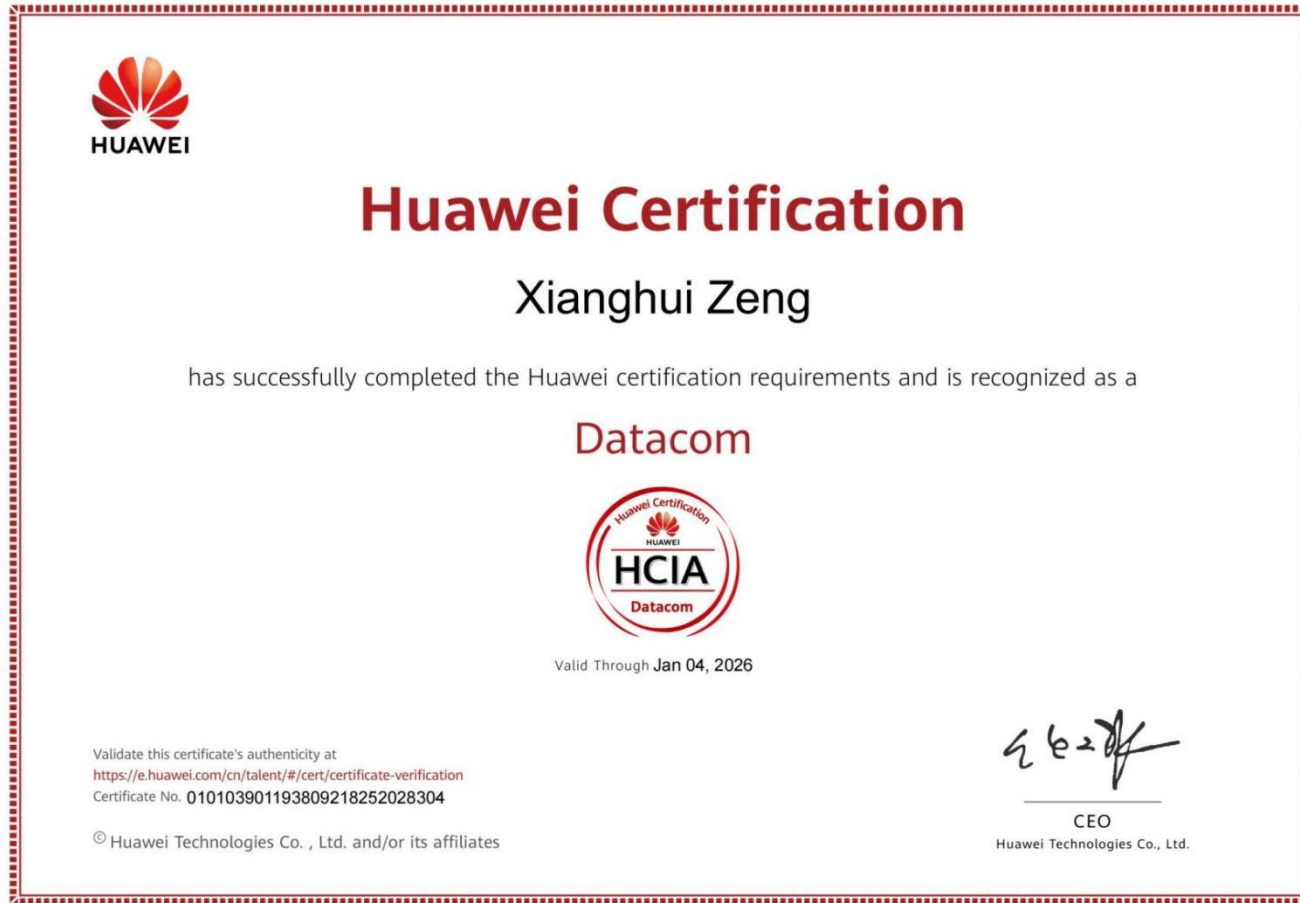 HUAWEI
Huawei Certification
Xianghui Zeng
has successfully completed the Huawei certification requirements and is recognized as a
Datacom
Huawei Certification
HUAWEI
HCIA
Datacom
Valid Through Jan 04, 2026
Validate this certificate's authenticity at
https://e.huawei.com/cn/talent/#/cert/certificate-verification
Certificate No. 010103901193809218252028304
© Huawei Technologies Co. , Ltd. and/or its affiliates
CEO
Huawei Technologies Co., Ltd.